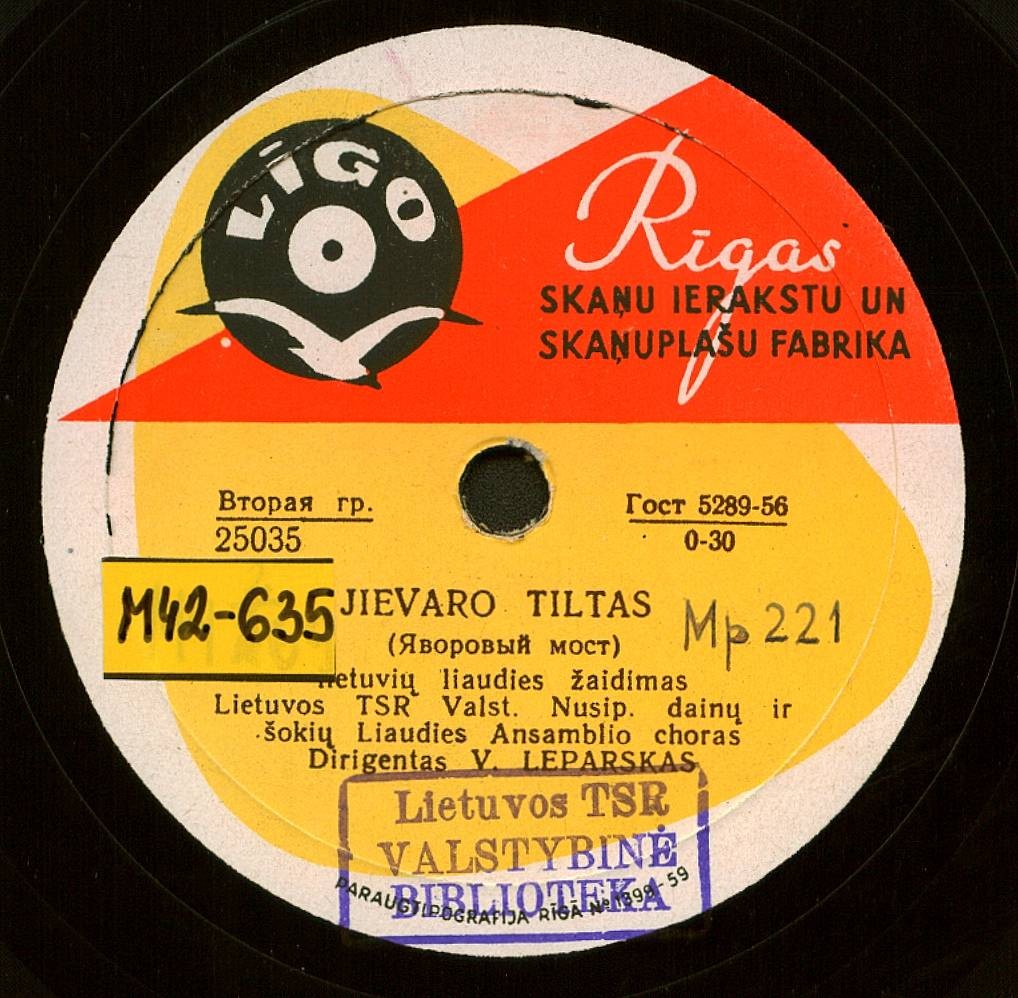 LĪGO
Rīgas
SKAŅU IERAKSTU UN
SKAŅUPLAŠU FABRIKA
Вторая гр.
25035
Гост 5289-56
0-30
M42-635
JIEVARO TILTAS
Mp 221
(Яворовый мост)
lietuvių liaudies žaidimas
Lietuvos TSR Valst. Nusip. dainų ir
šokių Liaudies Ansamblio choras
Dirigentas V. LEPARSKAS
Lietuvos TSR
VALSTYBINĖ
BIBLIOTEKA
PARAUGTIPOGRAFIJA RĪGĀ № 1399-59